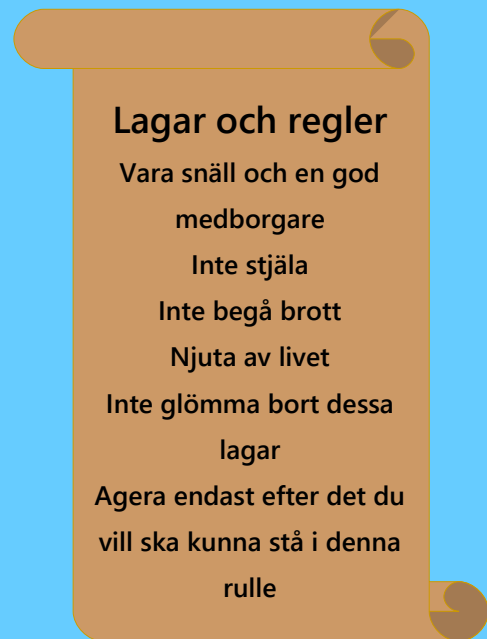 Lagar och regler
Vara snäll och en god
medborgare
Inte stjäla
Inte begå brott
Njuta av livet
Inte glömma bort dessa
lagar
Agera endast efter det du
vill ska kunna stå i denna
rulle